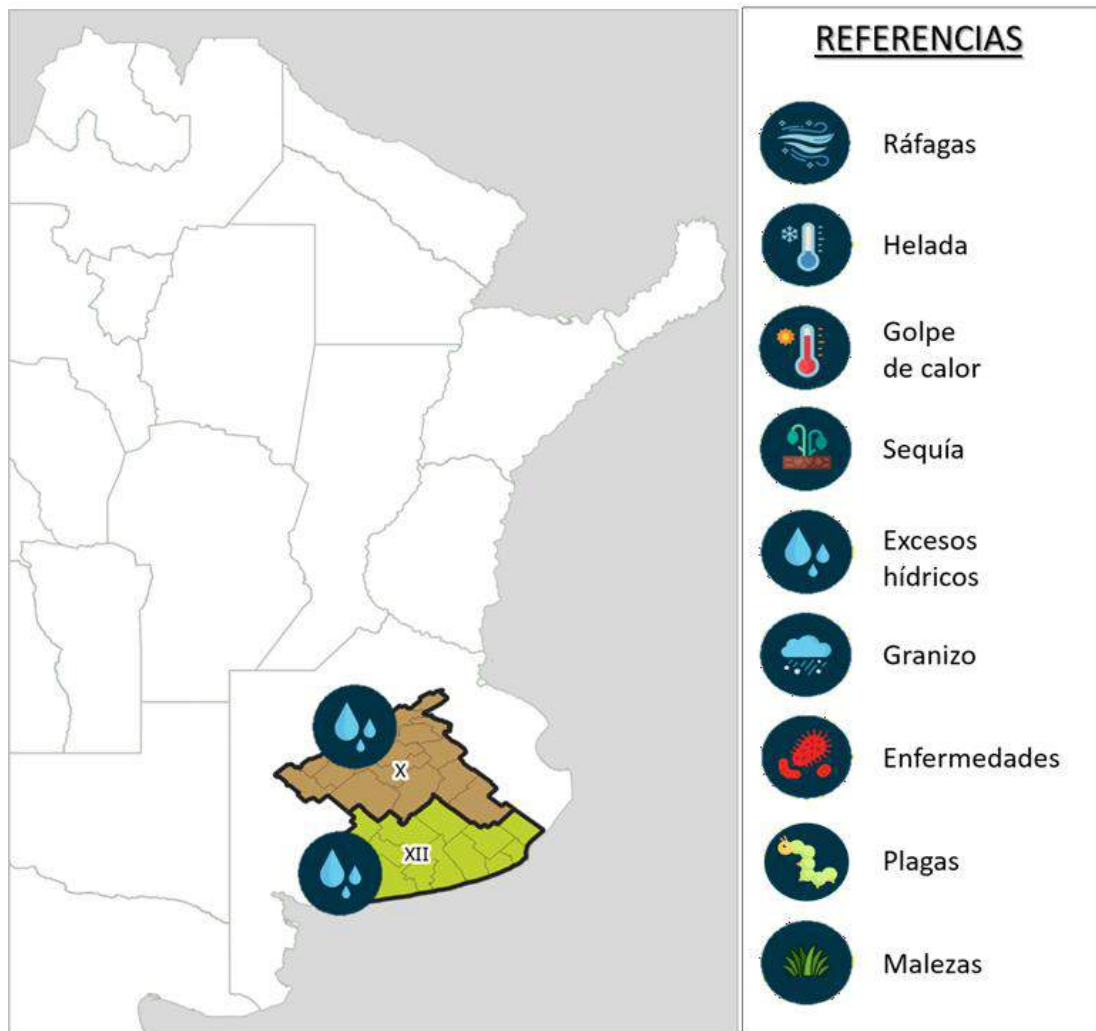 REFERENCIAS
Ráfagas
Helada
Golpe
de calor
Sequía
Excesos
hídricos
Granizo
Enfermedades
Plagas
Malezas
X
XII